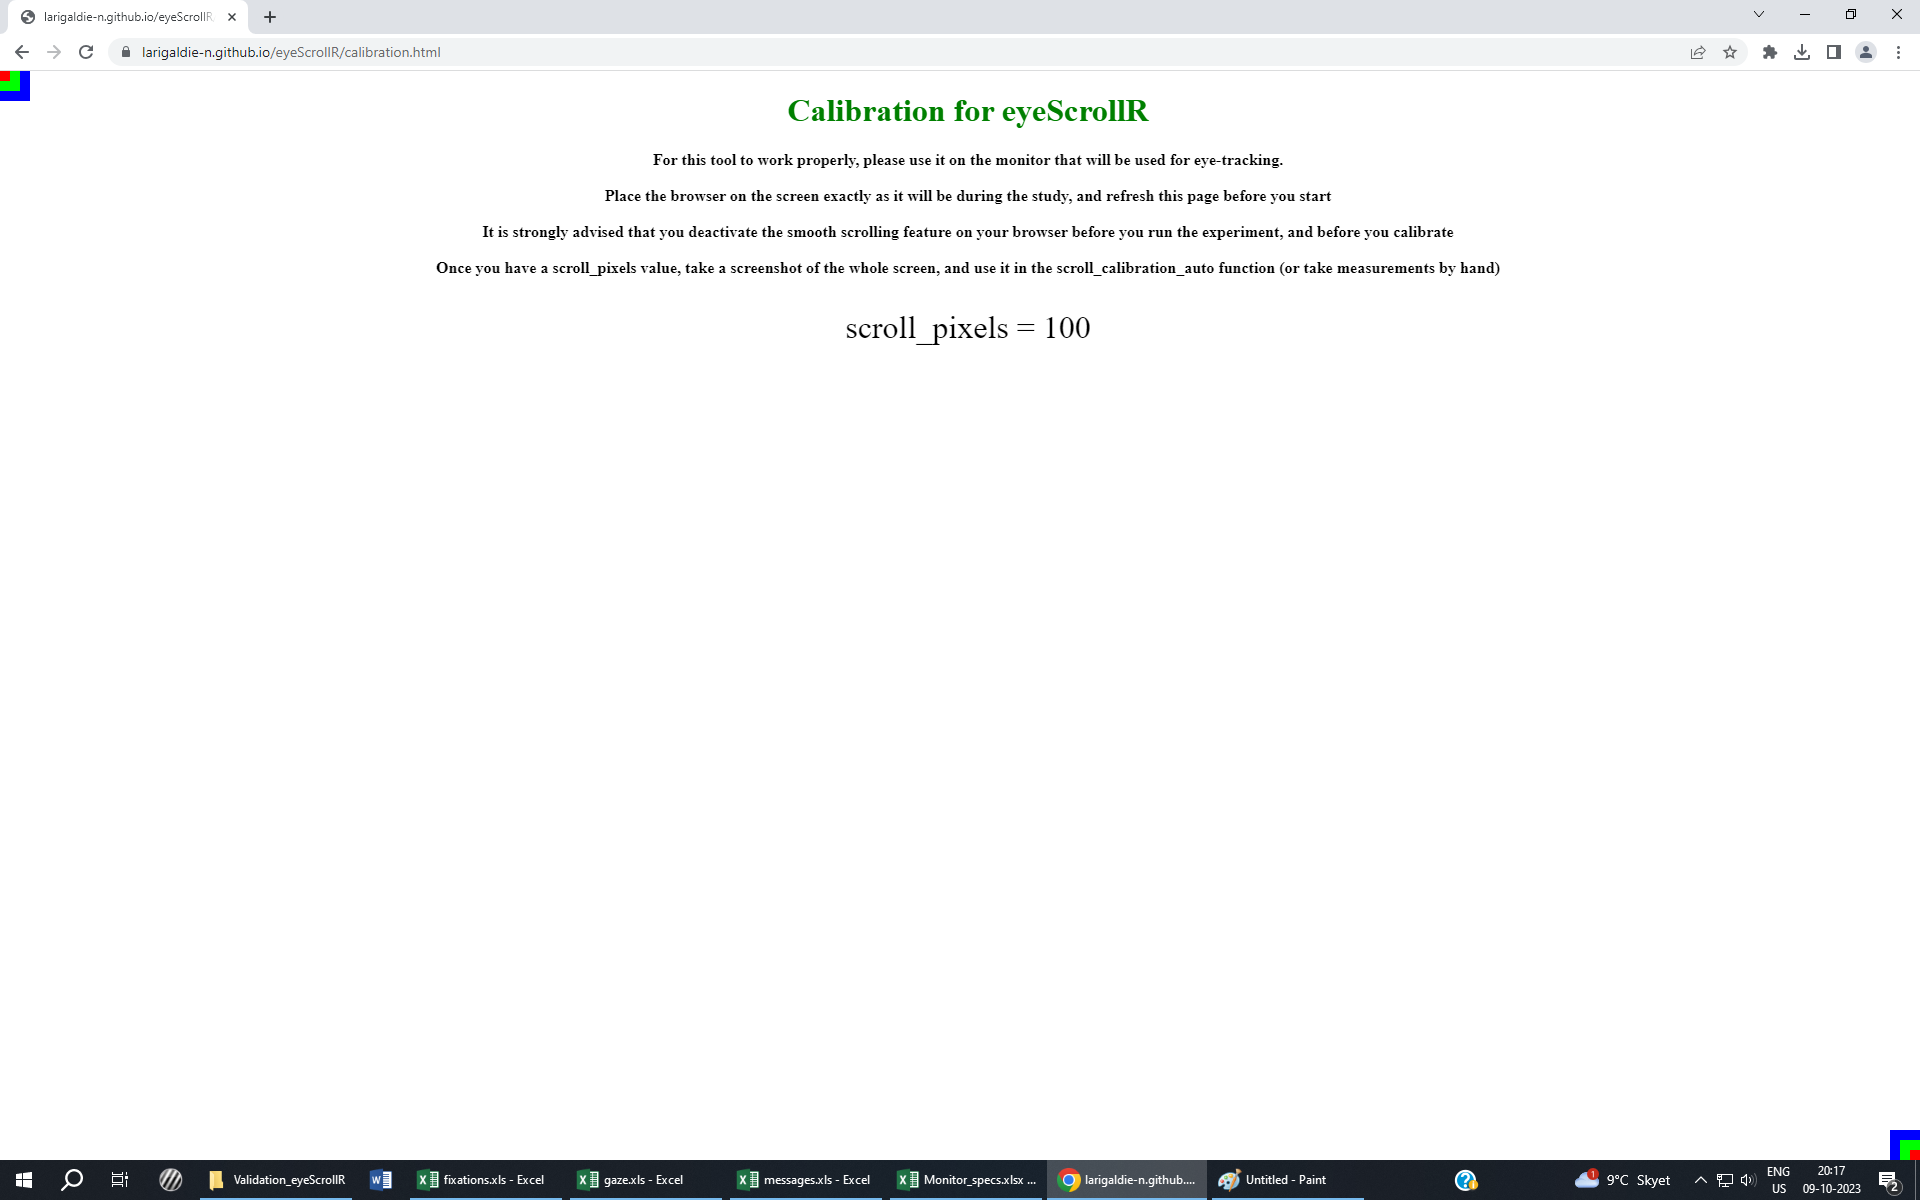 larigaldie-n.github.io/eyeScrollR
larigaldie-n.github.io/eyeScrollR/calibration.html
Calibration for eyeScrollR
For this tool to work properly, please use it on the monitor that will be used for eye-tracking.
Place the browser on the screen exactly as it will be during the study, and refresh this page before you start
It is strongly advised that you deactivate the smooth scrolling feature on your browser before you run the experiment, and before you calibrate
Once you have a scroll_pixels value, take a screenshot of the whole screen, and use it in the scroll_calibration_auto function (or take measurements by hand)
scroll_pixels = 100
Validation_eyeScrollR
fixations.xls - Excel
gaze.xls - Excel
messages.xls - Excel
Monitor_specs.xlsx ...
larigaldie-n.github....
Untitled - Paint
1
9°C Skyet
ENG
US
20:17
09-10-2023
2